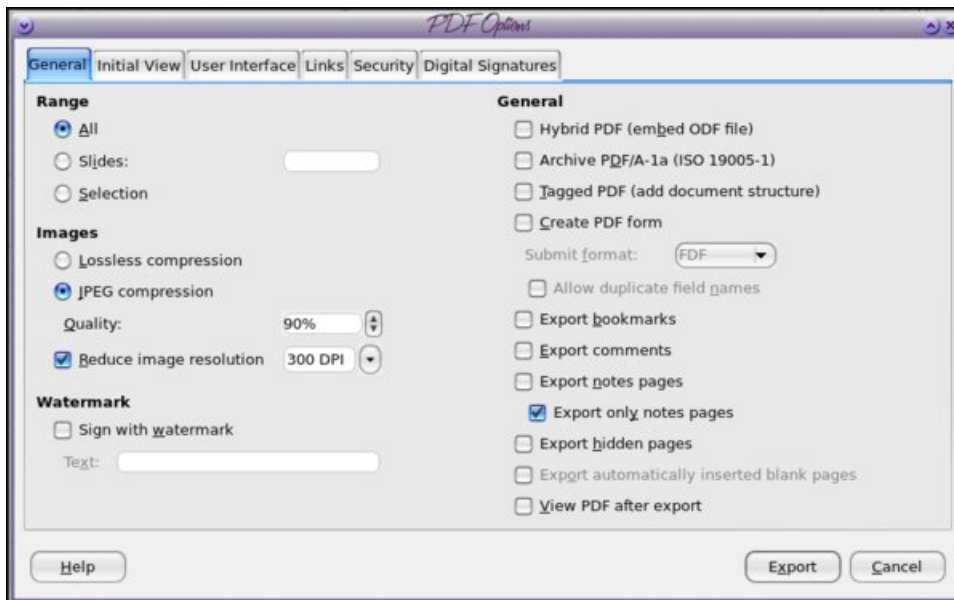 PDF Options
General Initial View User Interface Links Security Digital Signatures
Range
All
Slides:
Selection
Images
Lossless compression
JPEG compression
Quality: 90%
Reduce image resolution 300 DPI
Watermark
Sign with watermark
Text:
General
Hybrid PDF (embed ODF file)
Archive PDF/A-1a (ISO 19005-1)
Tagged PDF (add document structure)
Create PDF form
Submit format: FDF
Allow duplicate field names
Export bookmarks
Export comments
Export notes pages
Export only notes pages
Export hidden pages
Export automatically inserted blank pages
View PDF after export
Help Export Cancel